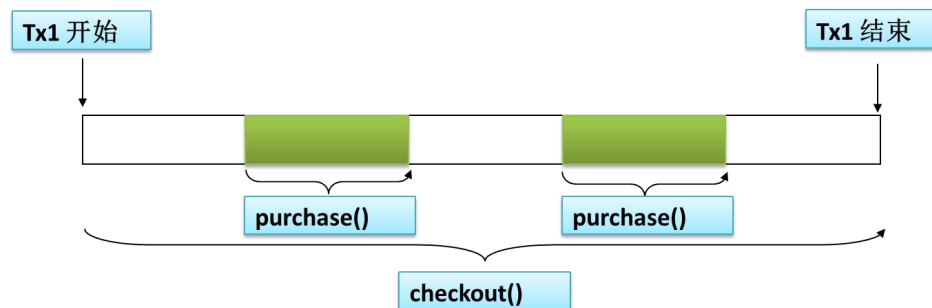 Tx1 开始
Tx1 结束
purchase()
purchase()
checkout()